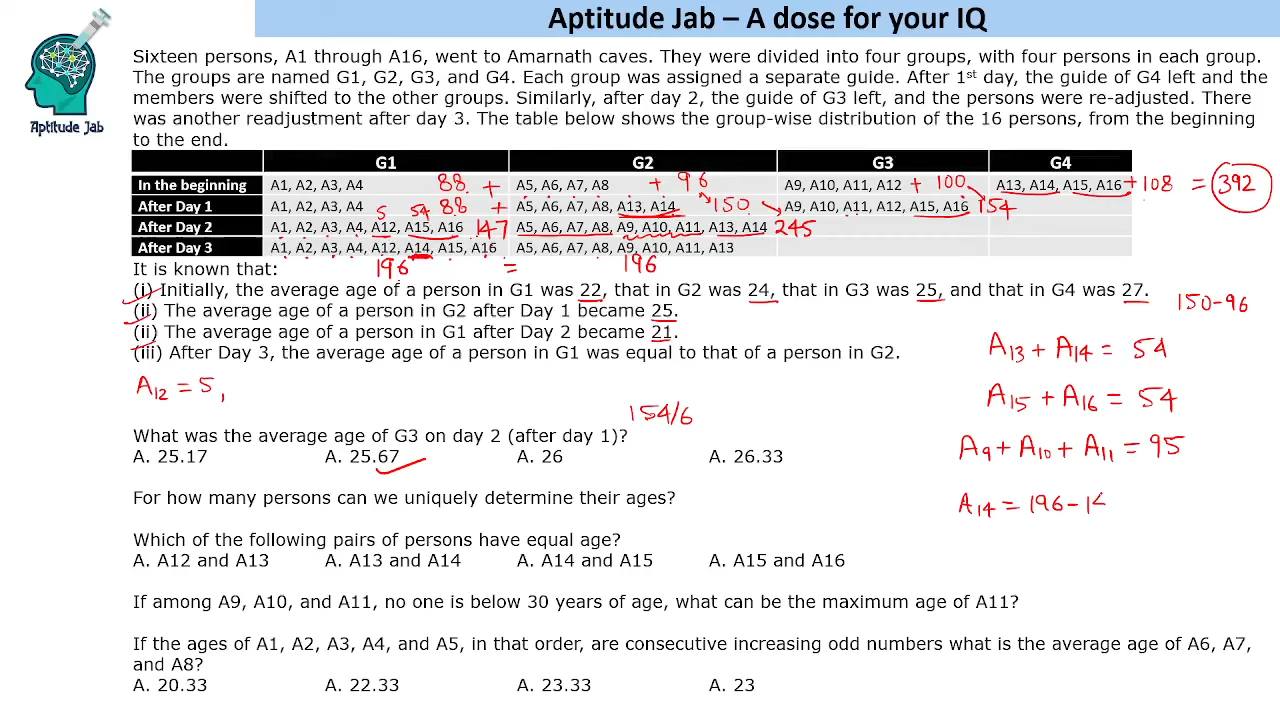 Aptitude Jab – A dose for your IQ
Aptitude Jab
Sixteen persons, A1 through A16, went to Amarnath caves. They were divided into four groups, with four persons in each group.
The groups are named G1, G2, G3, and G4. Each group was assigned a separate guide. After 1st day, the guide of G4 left and the
members were shifted to the other groups. Similarly, after day 2, the guide of G3 left, and the persons were re-adjusted. There
was another readjustment after day 3. The table below shows the group-wise distribution of the 16 persons, from the beginning
to the end.
G1 G2 G3 G4
In the beginning A1, A2, A3, A4 88 + A5, A6, A7, A8 + 96 A9, A10, A11, A12 + 100 A13, A14, A15, A16 + 108 = 392
After Day 1 A1, A2, A3, A4 88 + A5, A6, A7, A8, A13, A14 150 A9, A10, A11, A12, A15, A16 154
5 54
After Day 2 A1, A2, A3, A4, A12, A15, A16 147 A5, A6, A7, A8, A9, A10, A11, A13, A14 245
After Day 3 A1, A2, A3, A4, A12, A14, A15, A16 A5, A6, A7, A8, A9, A10, A11, A13
196 = 196
It is known that:
(i) Initially, the average age of a person in G1 was 22, that in G2 was 24, that in G3 was 25, and that in G4 was 27.
150-96
(ii) The average age of a person in G2 after Day 1 became 25.
(ii) The average age of a person in G1 after Day 2 became 21.
(iii) After Day 3, the average age of a person in G1 was equal to that of a person in G2.
A13 + A14 = 54
A12 = 5,
A15 + A16 = 54
154/6
What was the average age of G3 on day 2 (after day 1)?
A9 + A10 + A11 = 95
A. 25.17 A. 25.67 A. 26 A. 26.33
For how many persons can we uniquely determine their ages?
A14 = 196-14
Which of the following pairs of persons have equal age?
A. A12 and A13 A. A13 and A14 A. A14 and A15 A. A15 and A16
If among A9, A10, and A11, no one is below 30 years of age, what can be the maximum age of A11?
If the ages of A1, A2, A3, A4, and A5, in that order, are consecutive increasing odd numbers what is the average age of A6, A7,
and A8?
A. 20.33 A. 22.33 A. 23.33 A. 23